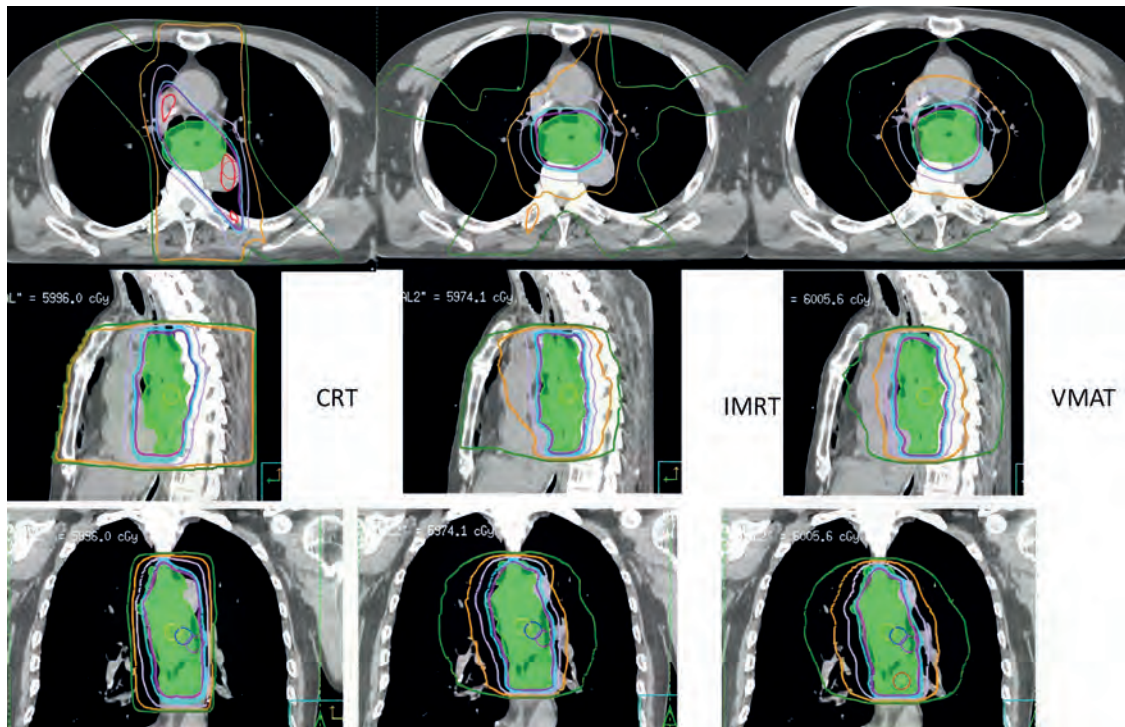 AL" = 5996.0 cGy
AL2" = 5974.1 cGy
= 6005.6 cGy
CRT
IMRT
VMAT
= 5996.0 cGy
= 5974.1 cGy
= 6005.6 cGy